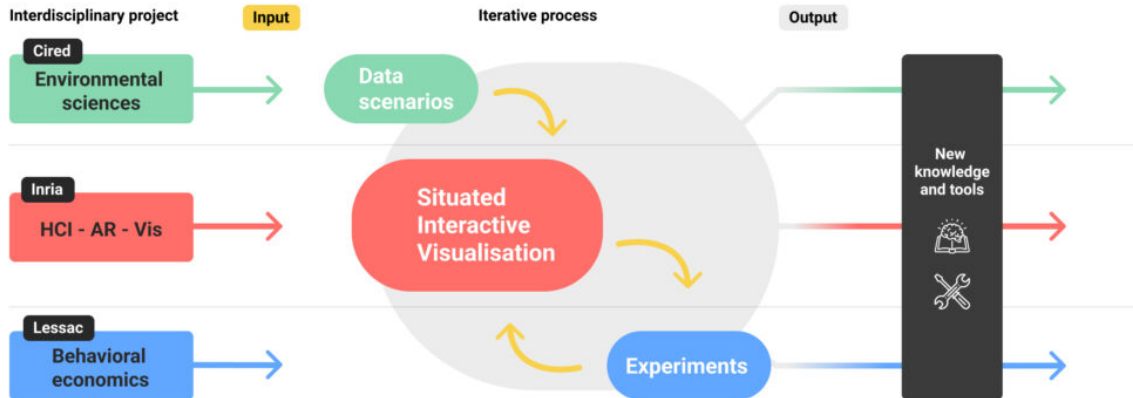 Interdisciplinary project
Input
Iterative process
Output
Cired
Environmental
sciences
Data
scenarios
Inria
HCI - AR - Vis
Situated
Interactive
Visualisation
New
knowledge
and tools
Lessac
Behavioral
economics
Experiments